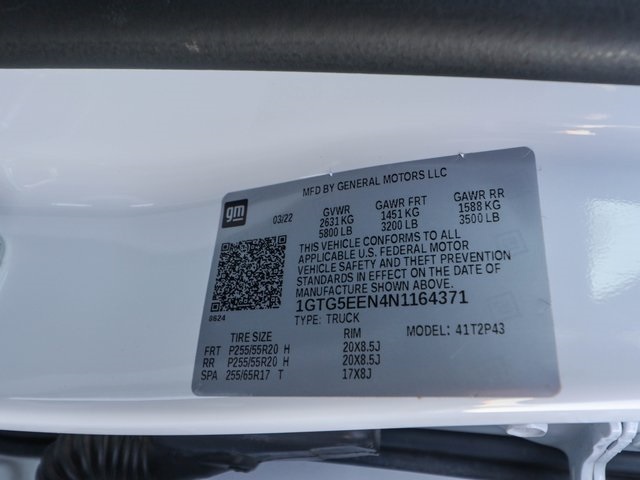 MFD BY GENERAL MOTORS LLC
gm
03/22
GVWR GAWR FRT GAWR RR
2631 KG 1451 KG 1588 KG
5800 LB 3200 LB 3500 LB
THIS VEHICLE CONFORMS TO ALL
APPLICABLE U.S. FEDERAL MOTOR
VEHICLE SAFETY AND THEFT PREVENTION
STANDARDS IN EFFECT ON THE DATE OF
MANUFACTURE SHOWN ABOVE.
8824
1GTG5EEN4N1164371
TYPE: TRUCK
TIRE SIZE RIM MODEL: 41T2P43
FRT P255/55R20 H 20X8.5J
RR P255/55R20 H 20X8.5J
SPA 255/65R17 T 17X8J